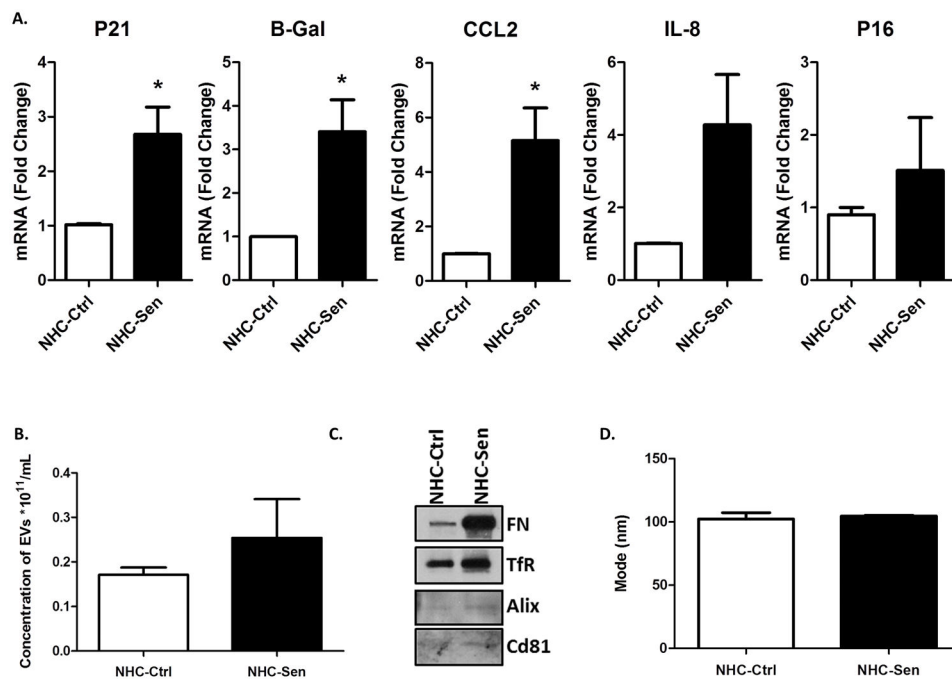 A.
P21
B-Gal
CCL2
IL-8
P16
mRNA (Fold Change)
4
3
2
1
0
*
NHC-Ctrl
NHC-Sen
mRNA (Fold Change)
5
4
3
2
1
0
*
NHC-Ctrl
NHC-Sen
mRNA (Fold Change)
8
6
4
2
0
*
NHC-Ctrl
NHC-Sen
mRNA (Fold Change)
6
4
2
0
NHC-Ctrl
NHC-Sen
mRNA (Fold Change)
3
2
1
0
NHC-Ctrl
NHC-Sen
B.
Concentration of EVs *10¹¹/mL
0.4
0.3
0.2
0.1
0.0
NHC-Ctrl
NHC-Sen
C.
NHC-Ctrl
NHC-Sen
FN
TfR
Alix
Cd81
D.
Mode (nm)
150
100
50
0
NHC-Ctrl
NHC-Sen